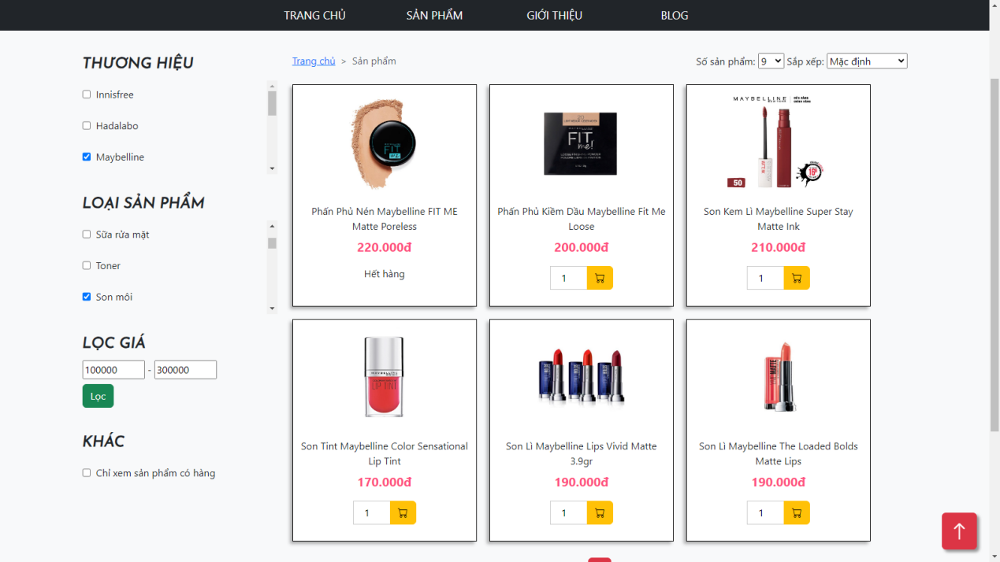 TRANG CHỦ SẢN PHẨM GIỚI THIỆU BLOG
THƯƠNG HIỆU
Innisfree
Hadalabo
Maybelline
LOẠI SẢN PHẨM
Sữa rửa mặt
Toner
Son môi
LỌC GIÁ
100000 - 300000
Lọc
KHÁC
Chỉ xem sản phẩm có hàng
Trang chủ > Sản phẩm
Số sản phẩm: 9 Sắp xếp: Mặc định
FIT
me
Phấn Phủ Nén Maybelline FIT ME
Matte Poreless
220.000đ
Hết hàng
20
FIT
me!
Phấn Phủ Kiềm Dầu Maybelline Fit Me
Loose
200.000đ
1
MAYBELLINE
NEW YORK
50
Son Kem Lì Maybelline Super Stay
Matte Ink
210.000đ
1
MAYBELLINE
LIP TINT
Son Tint Maybelline Color Sensational
Lip Tint
170.000đ
1
Son Lì Maybelline Lips Vivid Matte
3.9gr
190.000đ
1
MATTE
Son Lì Maybelline The Loaded Bolds
Matte Lips
190.000đ
1